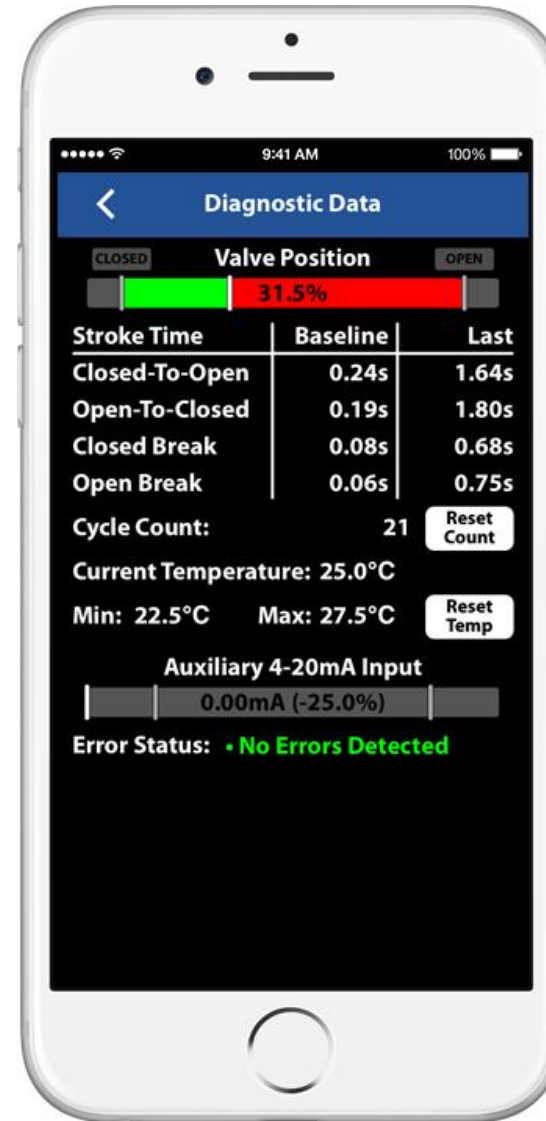 9:41 AM 100%
Diagnostic Data
CLOSED Valve Position OPEN
31.5%
Stroke Time Baseline Last
Closed-To-Open 0.24s 1.64s
Open-To-Closed 0.19s 1.80s
Closed Break 0.08s 0.68s
Open Break 0.06s 0.75s
Cycle Count: 21 Reset Count
Current Temperature: 25.0°C
Min: 22.5°C Max: 27.5°C Reset Temp
Auxiliary 4-20mA Input
0.00mA (-25.0%)
Error Status: • No Errors Detected